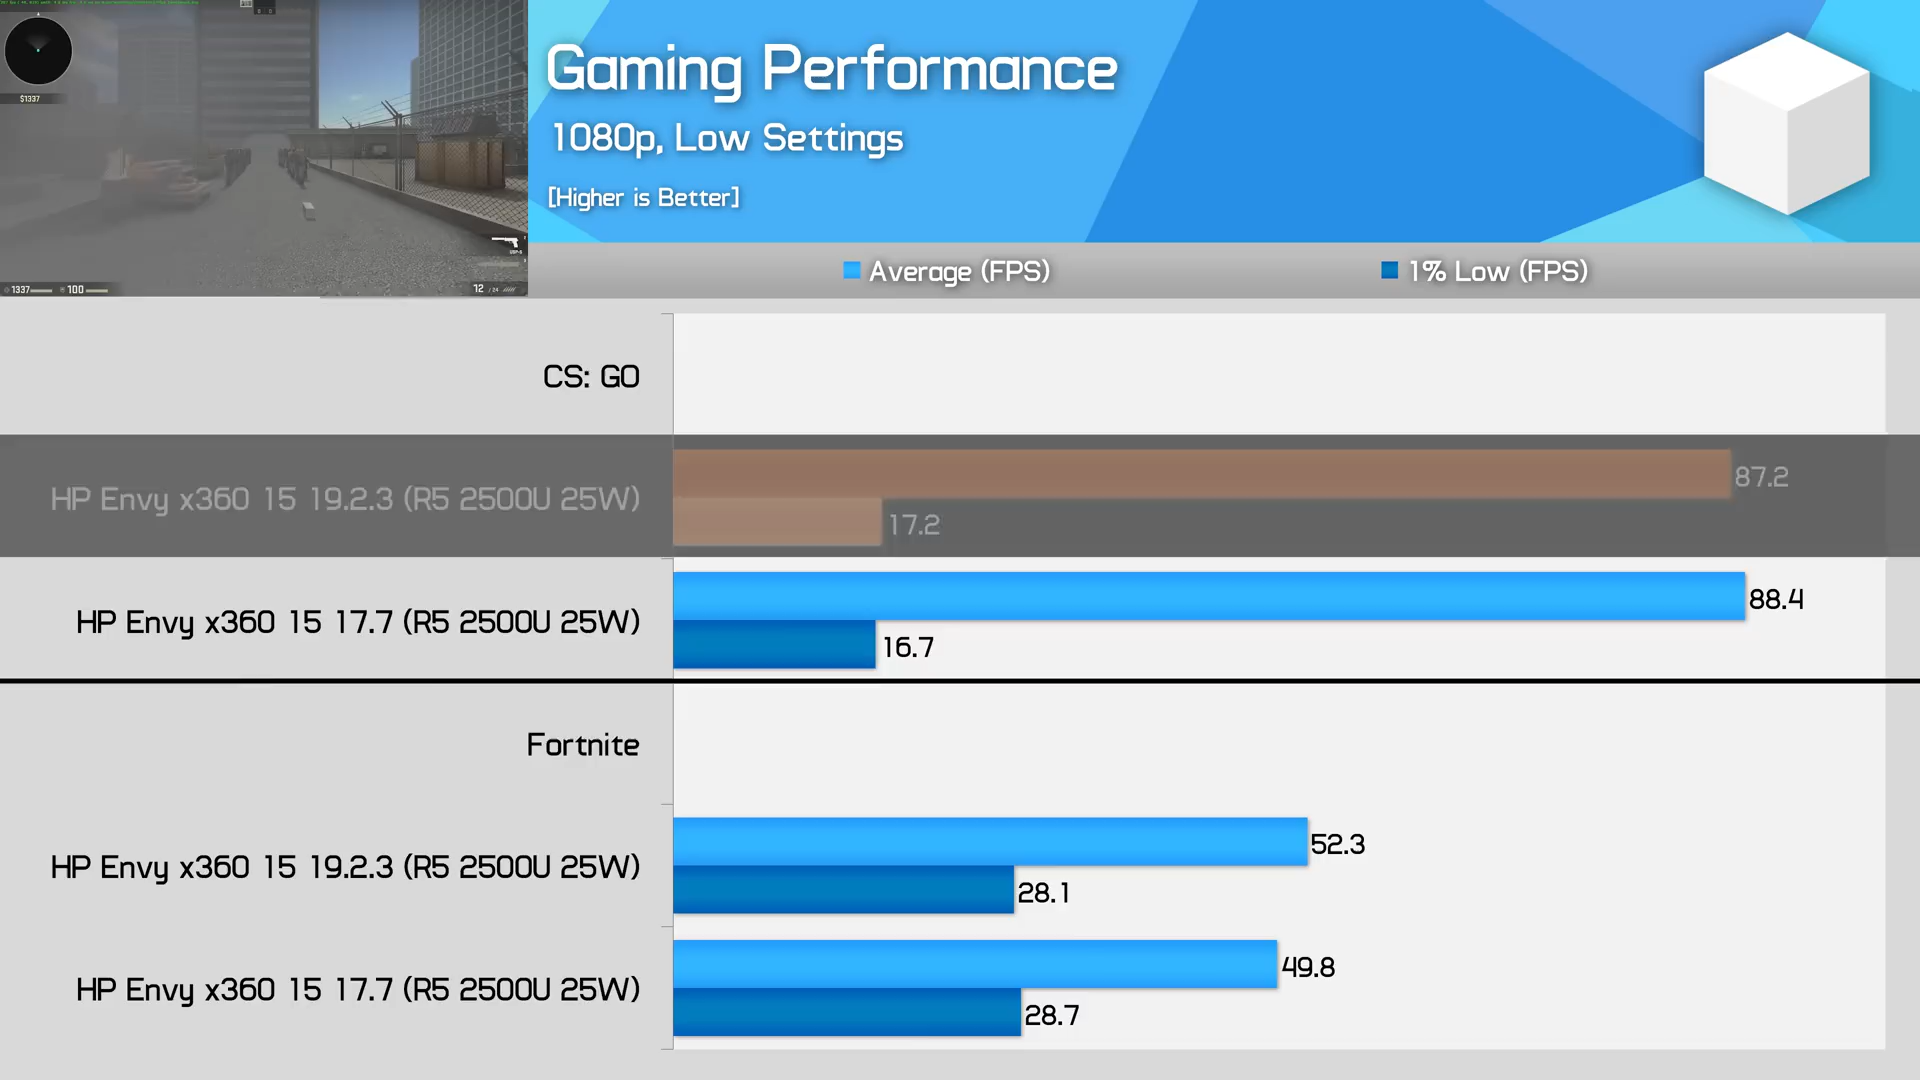 $1337
1337
100
12 / 24
Gaming Performance
1080p, Low Settings
[Higher is Better]
Average (FPS)
1% Low (FPS)
CS: GO
HP Envy x360 15 19.2.3 (R5 2500U 25W)
87.2
17.2
HP Envy x360 15 17.7 (R5 2500U 25W)
88.4
16.7
Fortnite
HP Envy x360 15 19.2.3 (R5 2500U 25W)
52.3
28.1
HP Envy x360 15 17.7 (R5 2500U 25W)
49.8
28.7